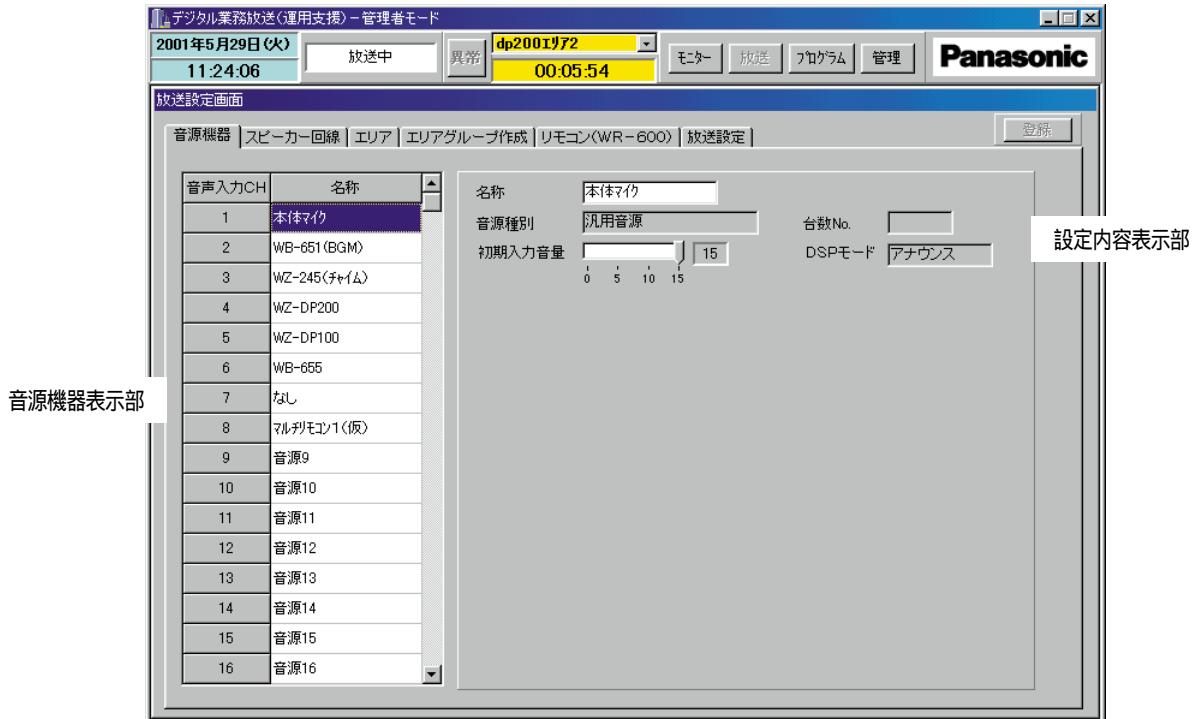 デジタル業務放送(運用支援)-管理者モード
2001年5月29日(火)
11:24:06
放送中
異常
dp200エリア2
00:05:54
モニター
放送
プログラム
管理
Panasonic
放送設定画面
音源機器 スピーカー回線 エリア エリアグループ作成 リモコン(WR-600) 放送設定
登録
音声入力CH 名称
1 本体マイク
2 WB-651(BGM)
3 WZ-245(チャイム)
4 WZ-DP200
5 WZ-DP100
6 WB-655
7 なし
8 マルチリモコン1(仮)
9 音源9
10 音源10
11 音源11
12 音源12
13 音源13
14 音源14
15 音源15
16 音源16
名称 本体マイク
音源種別 汎用音源 台数No.
初期入力音量 15 DSPモード アナウンス
0 5 10 15
設定内容表示部
音源機器表示部